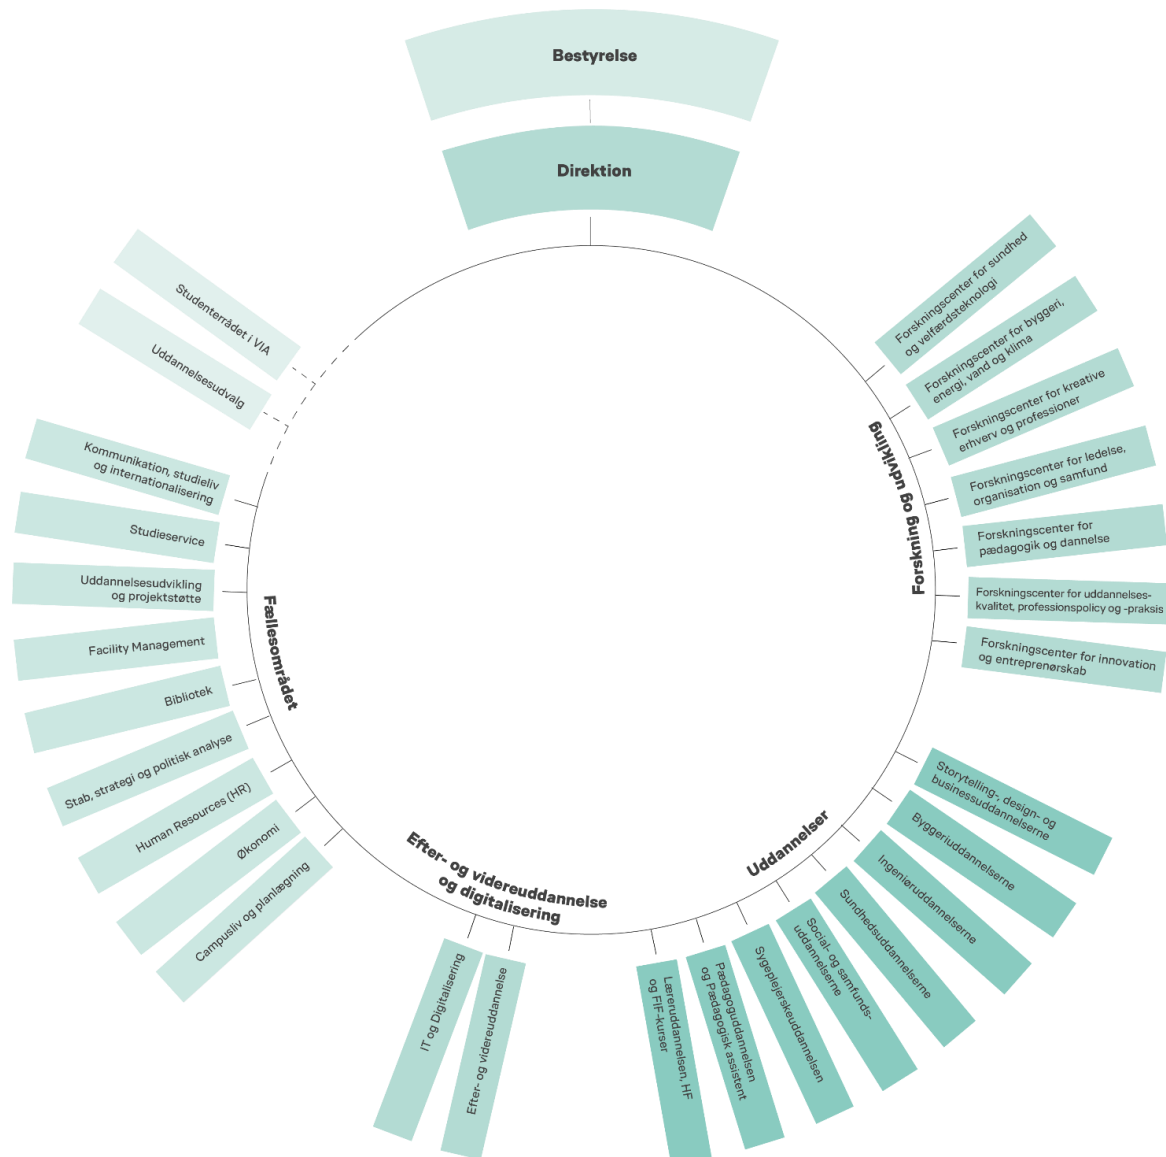 Bestyrelse
Direktion
Forskning og udvikling
Forskningscenter for sundhed
og velfærdsteknologi
Forskningscenter for byggeri,
energi, vand og klima
Forskningscenter for kreative
erhverv og professioner
Forskningscenter for ledelse,
organisation og samfund
Forskningscenter for
pædagogik og dannelse
Forskningscenter for uddannelses-
kvalitet, professionspolicy og -praksis
Forskningscenter for innovation
og entreprenørskab
Uddannelser
Storytelling-, design- og
businessuddannelserne
Byggeriuddannelserne
Ingeniøruddannelserne
Sundhedsuddannelserne
Social- og samfunds-
uddannelserne
Sygeplejerskeuddannelsen
Pædagoguddannelsen
og Pædagogisk assistent
Læreruddannelsen, HF
og FIF-kurser
Efter- og videreuddannelse
og digitalisering
Efter- og videreuddannelse
IT og Digitalisering
Fællesområdet
Campusliv og planlægning
Økonomi
Human Resources (HR)
Stab, strategi og politisk analyse
Bibliotek
Facility Management
Uddannelsesudvikling
og projektstøtte
Studieservice
Kommunikation, studieliv
og internationalisering
Uddannelsesudvalg
Studenterrådet i VIA